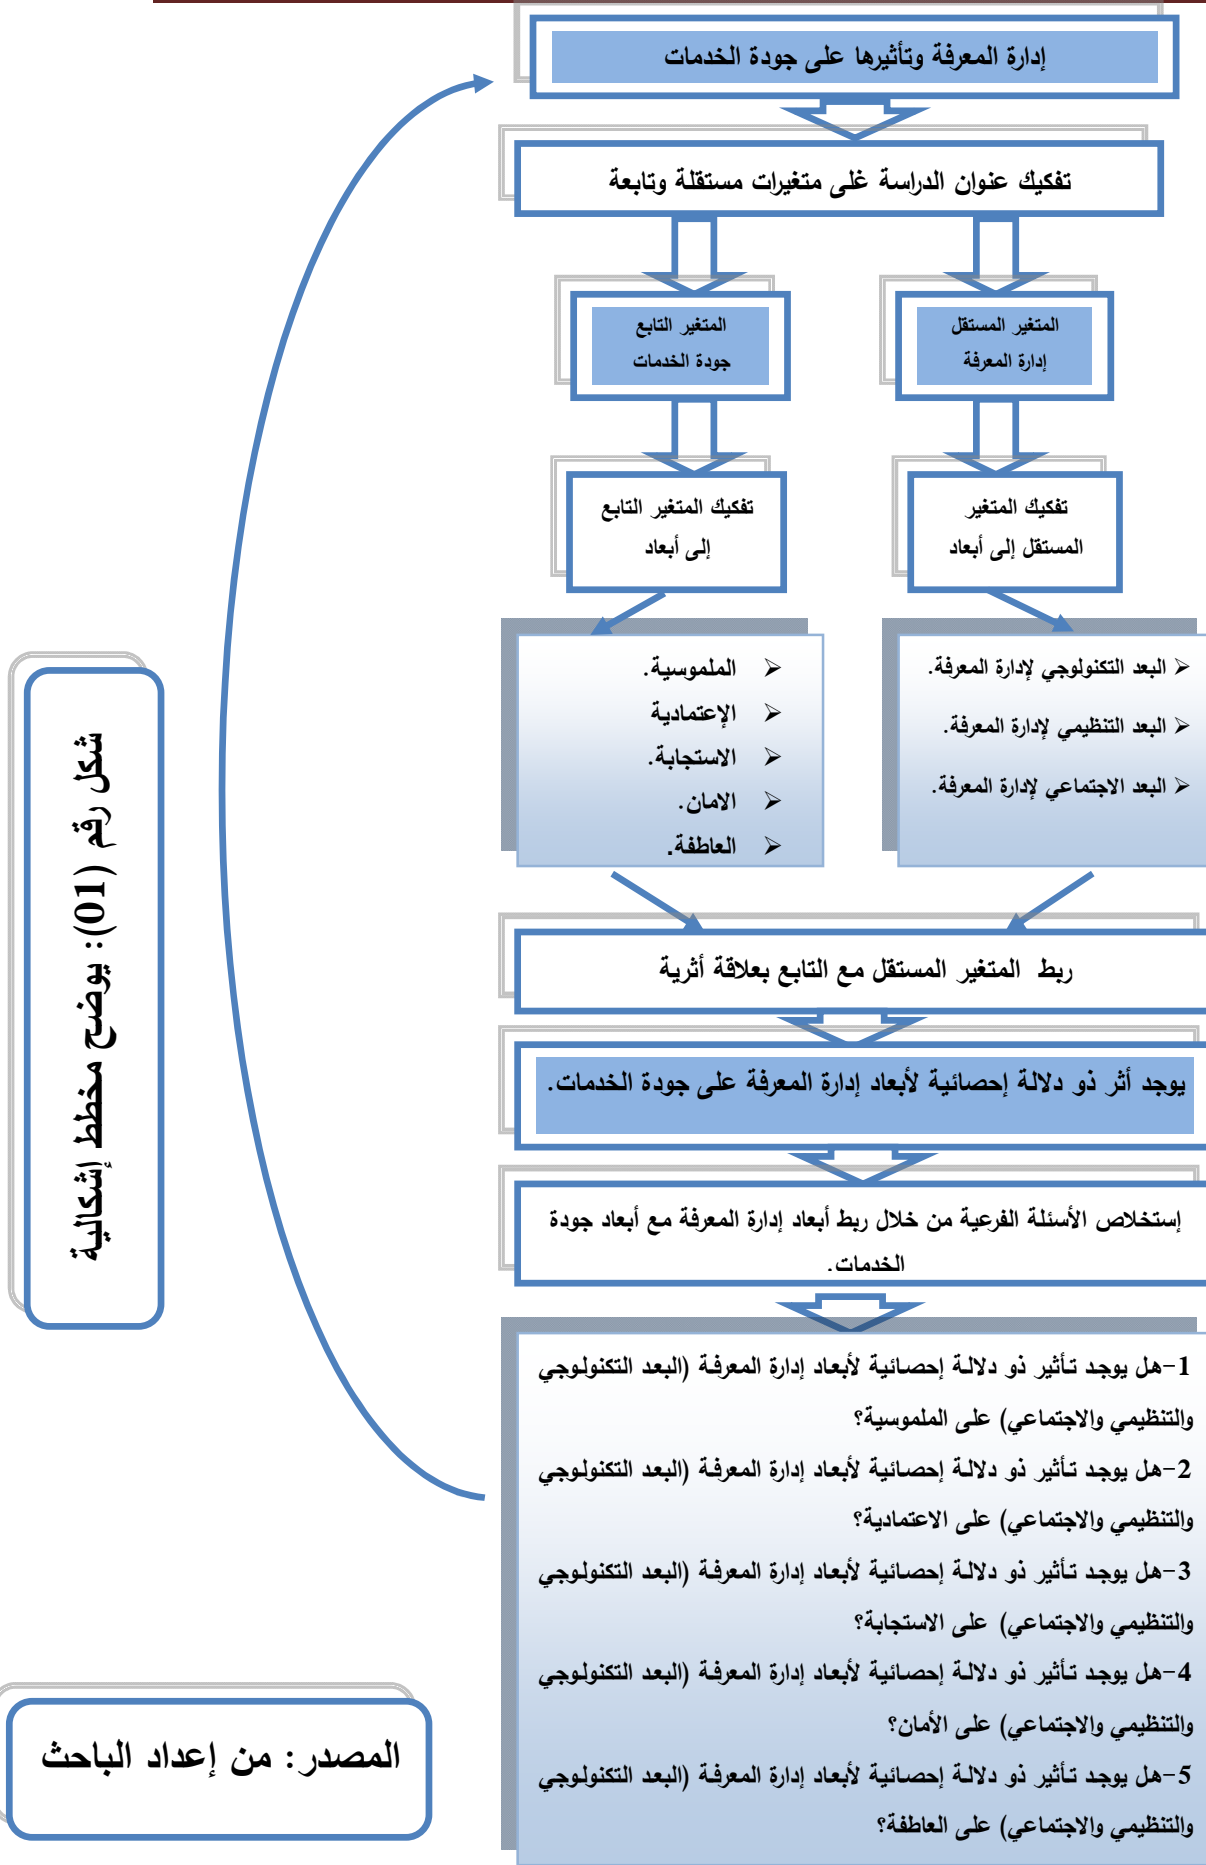 إدارة المعرفة وتأثيرها على جودة الخدمات
تفكيك عنوان الدراسة غلى متغيرات مستقلة وتابعة
المتغير المستقل
إدارة المعرفة
المتغير التابع
جودة الخدمات
تفكيك المتغير
المستقل إلى أبعاد
تفكيك المتغير التابع
إلى أبعاد
البعد التكنولوجي لإدارة المعرفة.
البعد التنظيمي لإدارة المعرفة.
البعد الاجتماعي لإدارة المعرفة.
الملموسية.
الإعتمادية
الاستجابة.
الامان.
العاطفة.
ربط المتغير المستقل مع التابع بعلاقة أثرية
يوجد أثر ذو دلالة إحصائية لأبعاد إدارة المعرفة على جودة الخدمات.
إستخلاص الأسئلة الفرعية من خلال ربط أبعاد إدارة المعرفة مع أبعاد جودة
الخدمات.
1-هل يوجد تأثير ذو دلالة إحصائية لأبعاد إدارة المعرفة (البعد التكنولوجي
والتنظيمي والاجتماعي) على الملموسية؟
2-هل يوجد تأثير ذو دلالة إحصائية لأبعاد إدارة المعرفة (البعد التكنولوجي
والتنظيمي والاجتماعي) على الاعتمادية؟
3-هل يوجد تأثير ذو دلالة إحصائية لأبعاد إدارة المعرفة (البعد التكنولوجي
والتنظيمي والاجتماعي) على الاستجابة؟
4-هل يوجد تأثير ذو دلالة إحصائية لأبعاد إدارة المعرفة (البعد التكنولوجي
والتنظيمي والاجتماعي) على الأمان؟
5-هل يوجد تأثير ذو دلالة إحصائية لأبعاد إدارة المعرفة (البعد التكنولوجي
والتنظيمي والاجتماعي) على العاطفة؟
شكل رقم (01): يوضح مخطط إشكالية
المصدر: من إعداد الباحث